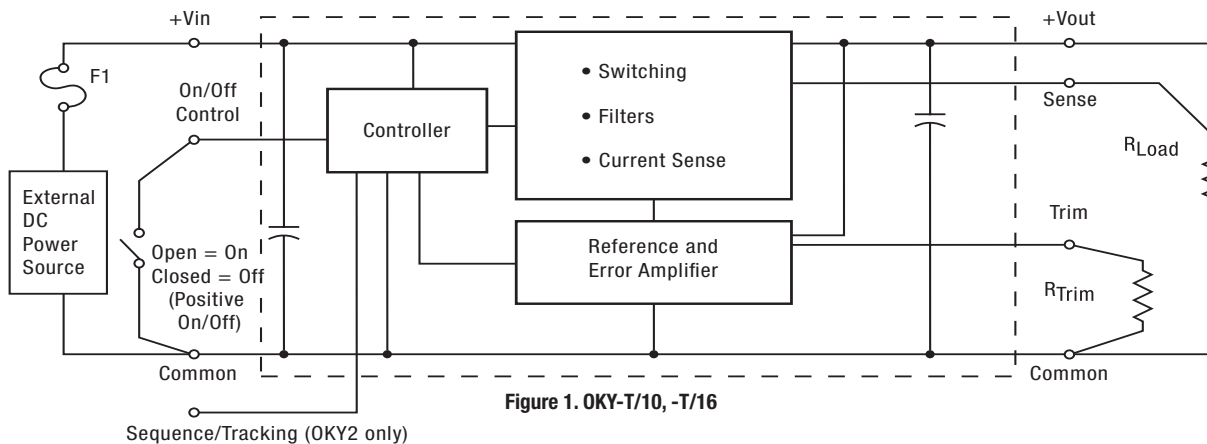 +Vin
+Vout
F1
On/Off
Control
Controller
• Switching
• Filters
• Current Sense
Sense
RLoad
External
DC
Power
Source
Open = On
Closed = Off
(Positive
On/Off)
Reference and
Error Amplifier
Trim
RTrim
Common
Common
Figure 1. OKY-T/10, -T/16
Sequence/Tracking (OKY2 only)